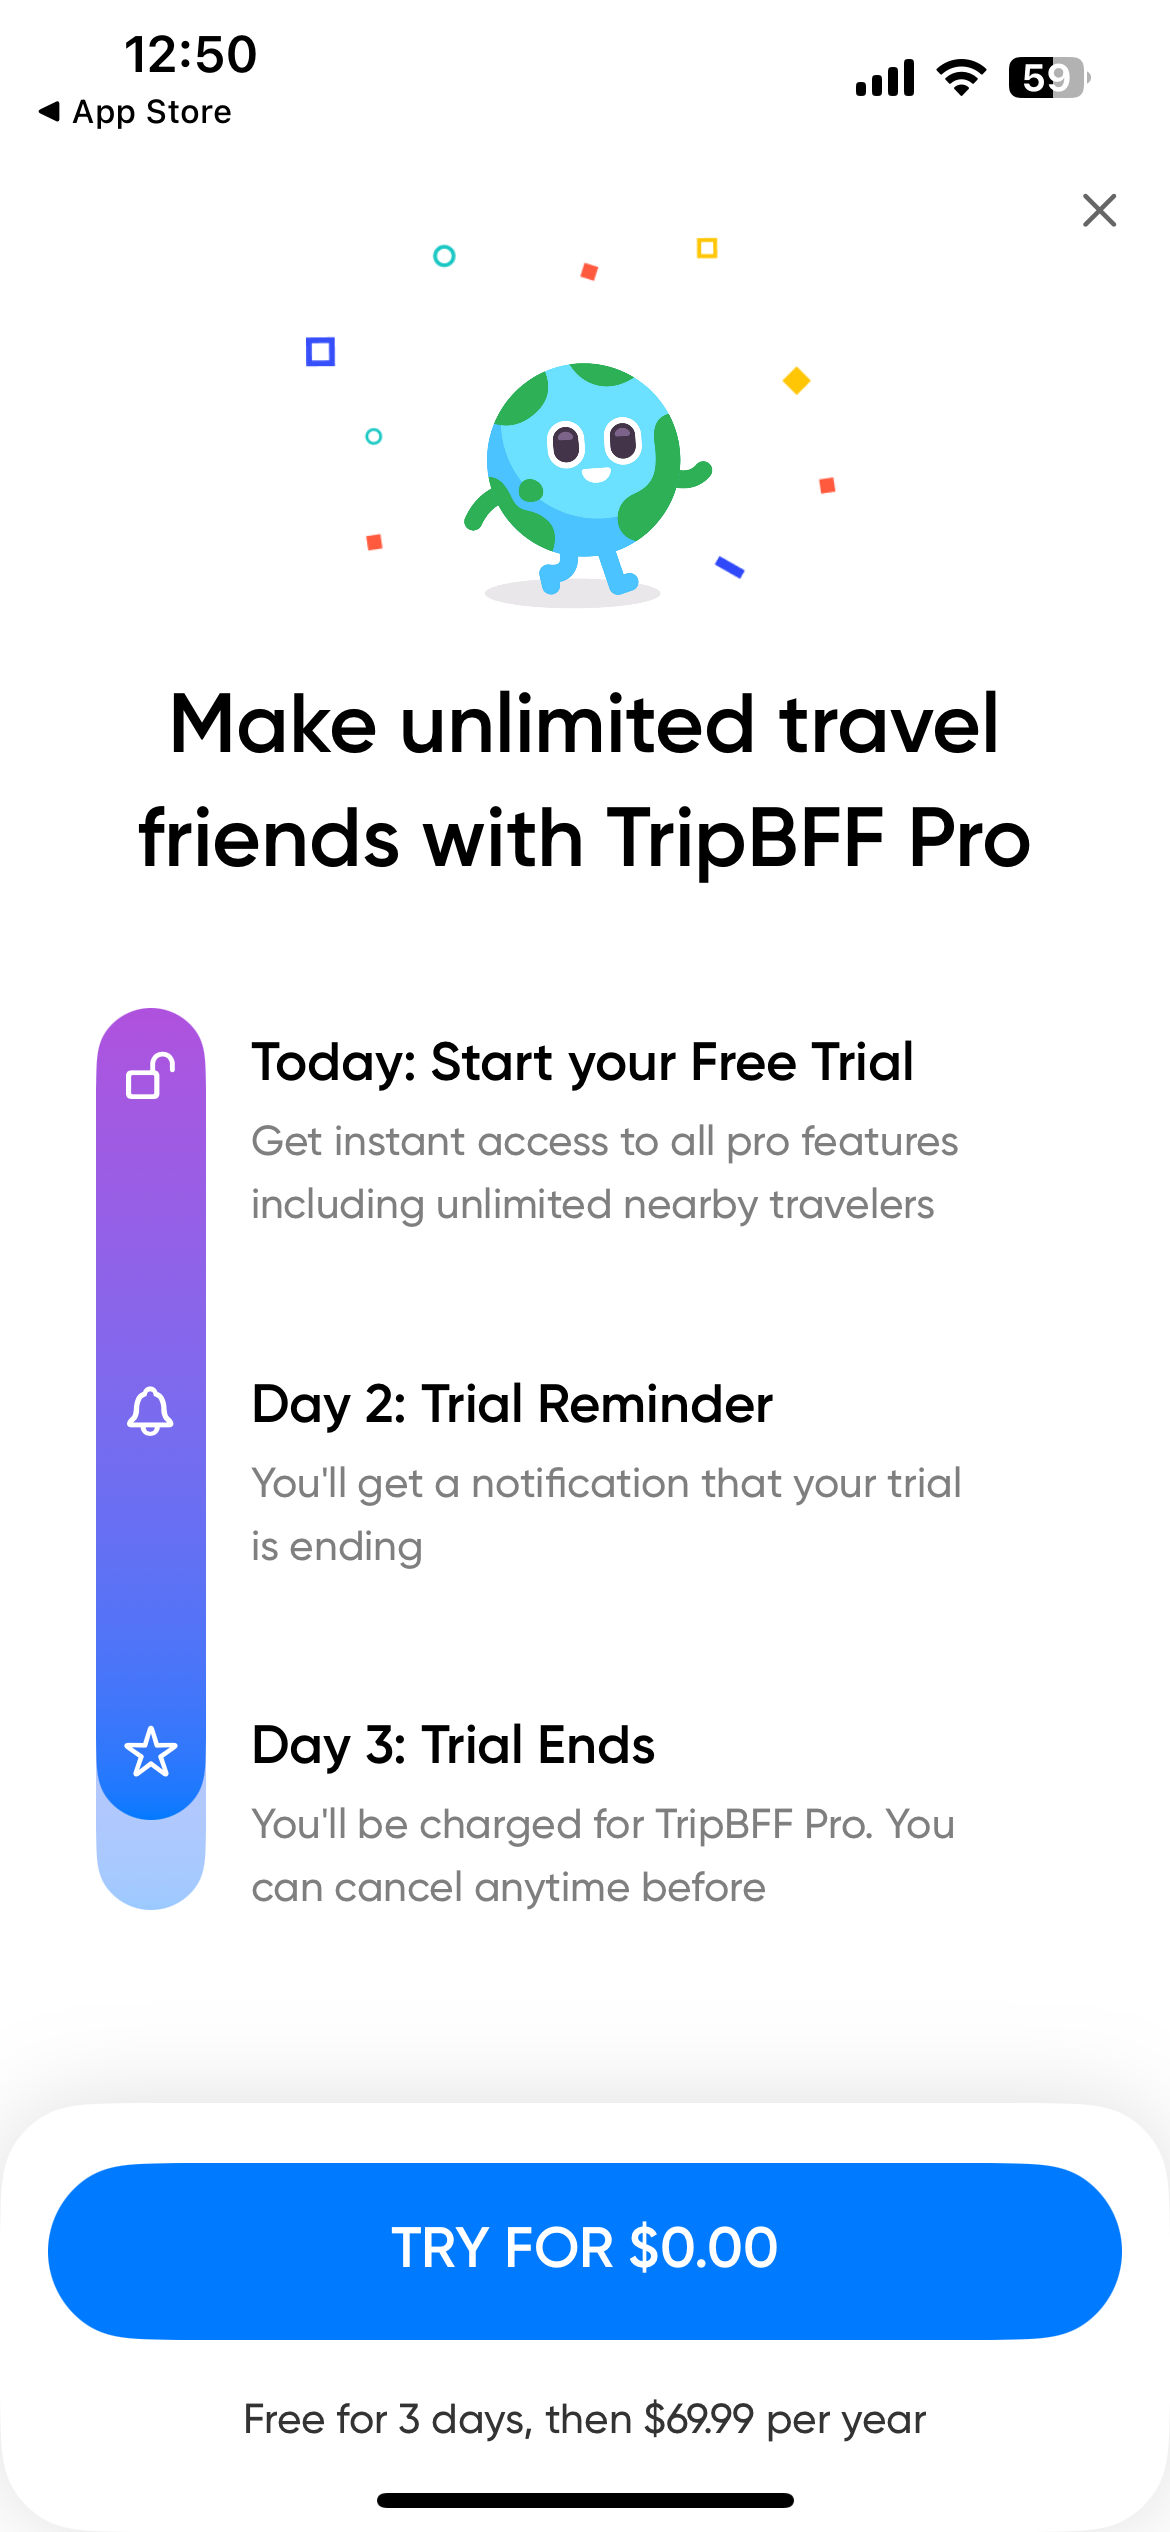 12:50
59
◀ App Store
Make unlimited travel
friends with TripBFF Pro
Today: Start your Free Trial
Get instant access to all pro features
including unlimited nearby travelers
Day 2: Trial Reminder
You'll get a notification that your trial
is ending
Day 3: Trial Ends
You'll be charged for TripBFF Pro. You
can cancel anytime before
TRY FOR $0.00
Free for 3 days, then $69.99 per year